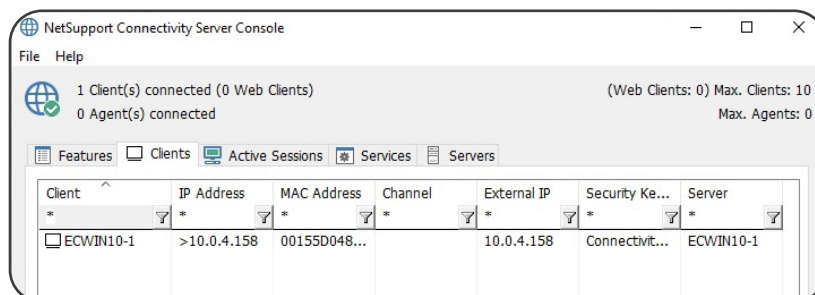 NetSupport Connectivity Server Console
File Help
1 Client(s) connected (0 Web Clients) (Web Clients: 0) Max. Clients: 10
0 Agent(s) connected Max. Agents: 0
Features Clients Active Sessions Services Servers
Client IP Address MAC Address Channel External IP Security Ke... Server
* * * * * * *
ECWIN10-1 >10.0.4.158 00155D048... 10.0.4.158 Connectivit... ECWIN10-1